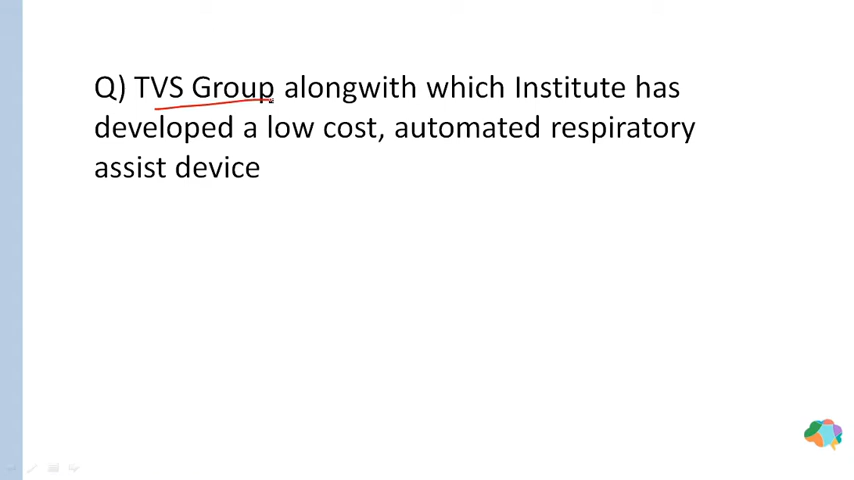 Q) TVS Group alongwith which Institute has
developed a low cost, automated respiratory
assist device